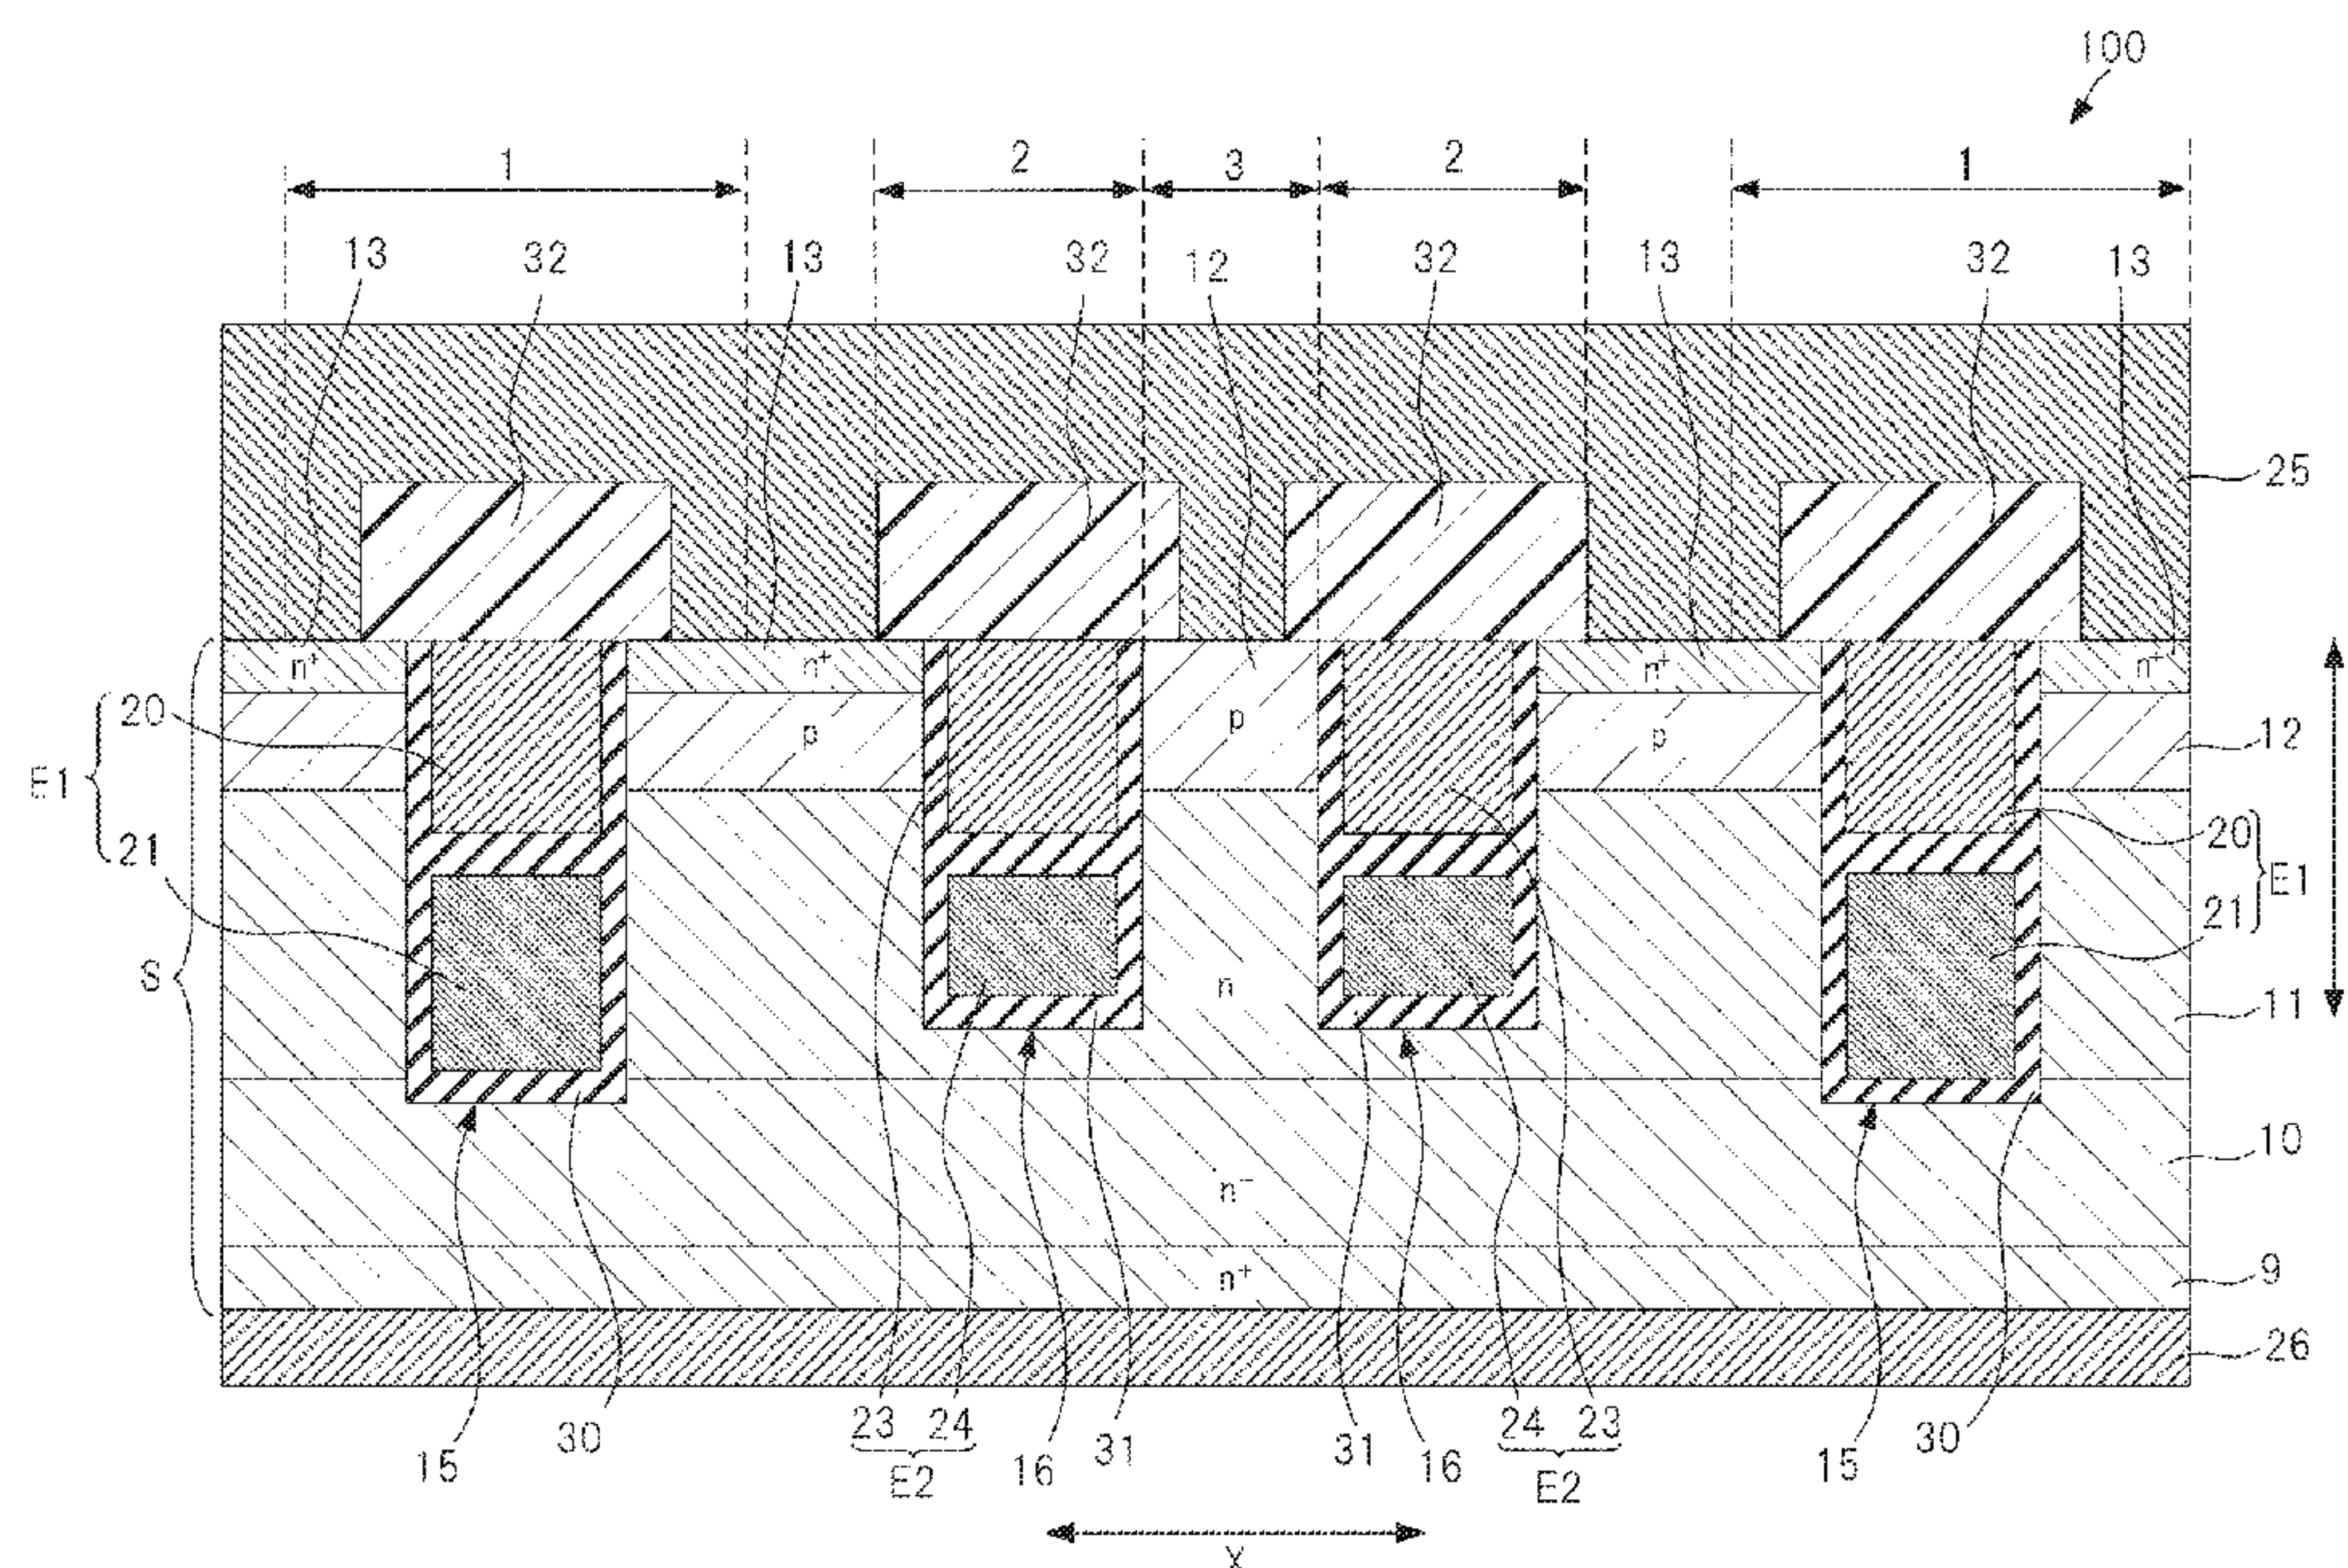 100
1 2 3 2 1
13 32 13 32 12 32 13 32 13
25
n⁺ n⁺ n⁺ n⁺
20 p p p 12
E1
20
21 21 E1
S n 11
10
n⁻
9
n⁺
26
23 24 24 23
15 30 16 31 31 16 15 30
E2 E2
X